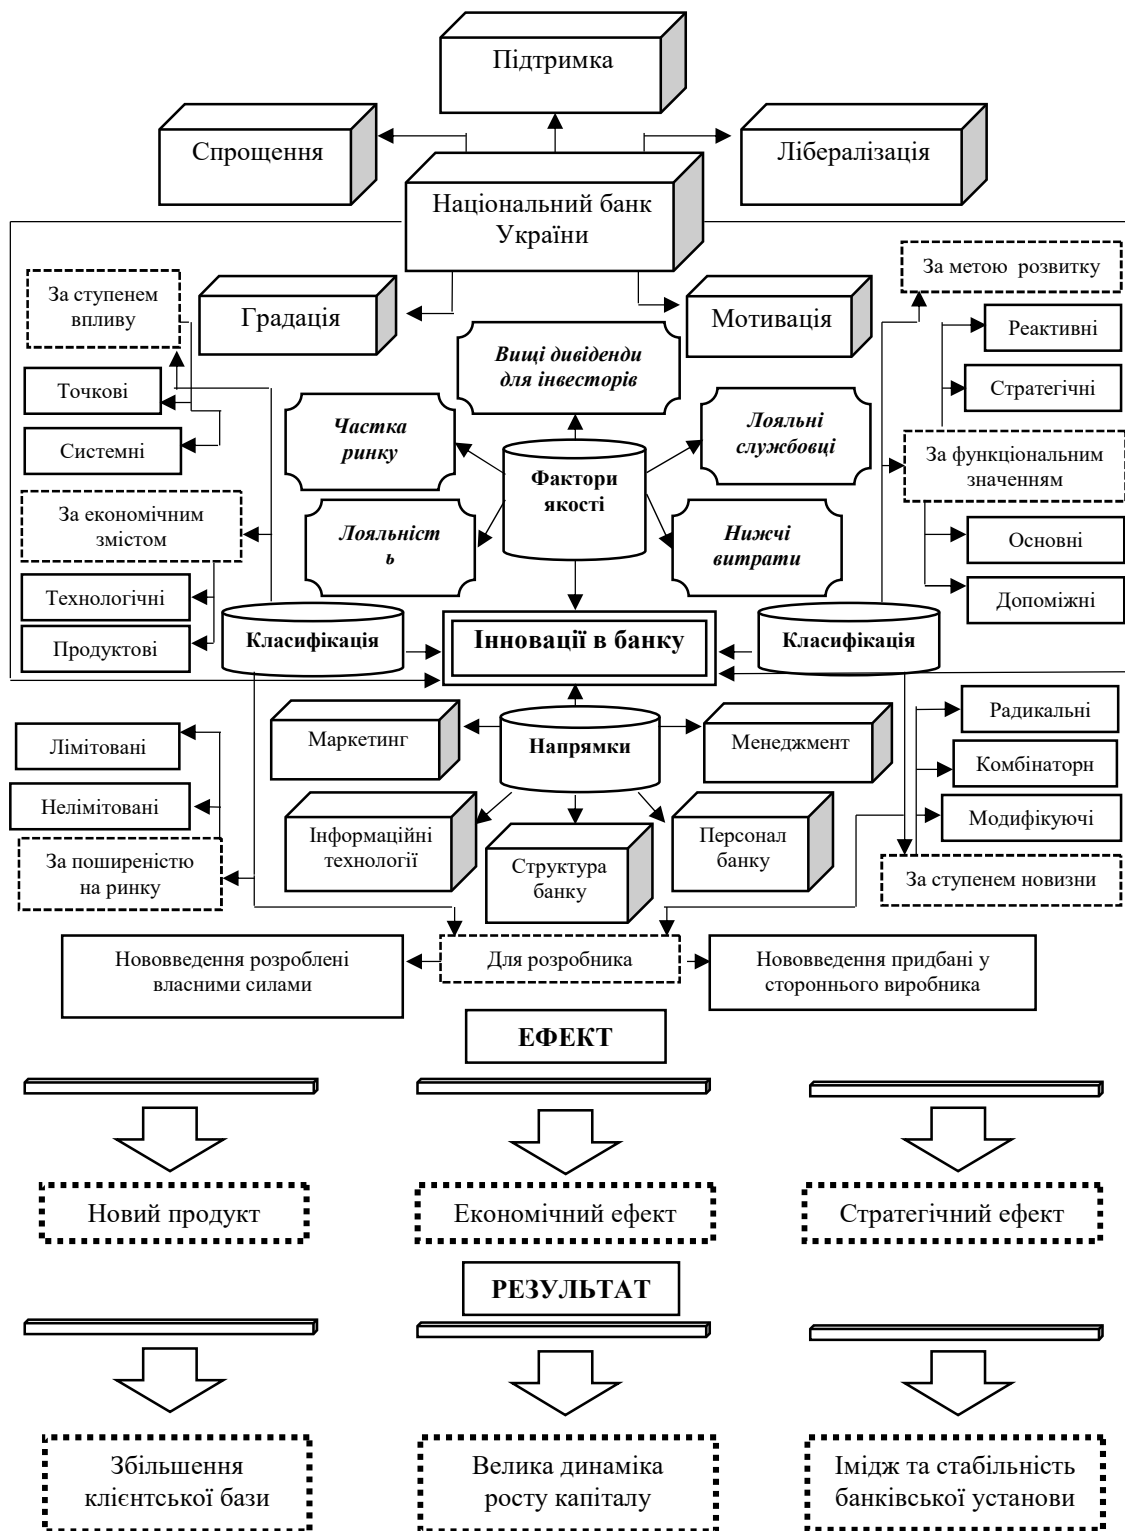 Підтримка
Спрощення
Лібералізація
Національний банк
України
За метою розвитку
За ступенем
впливу
Градація
Мотивація
Реактивні
Вищі дивіденди
для інвесторів
Точкові
Стратегічні
Частка
ринку
Лояльні
службовці
Системні
За функціональним
значенням
Фактори
якості
За економічним
змістом
Лояльніст
ь
Нижчі
витрати
Основні
Технологічні
Допоміжні
Продуктові
Класифікація
Інновації в банку
Класифікація
Радикальні
Маркетинг
Напрямки
Менеджмент
Лімітовані
Комбінаторн
Нелімітовані
Модифікуючі
Інформаційні
технології
Структура
банку
Персонал
банку
За поширеністю
на ринку
За ступенем новизни
Нововведення розроблені
власними силами
Для розробника
Нововведення придбані у
стороннього виробника
ЕФЕКТ
Новий продукт
Економічний ефект
Стратегічний ефект
РЕЗУЛЬТАТ
Збільшення
клієнтської бази
Велика динаміка
росту капіталу
Імідж та стабільність
банківської установи